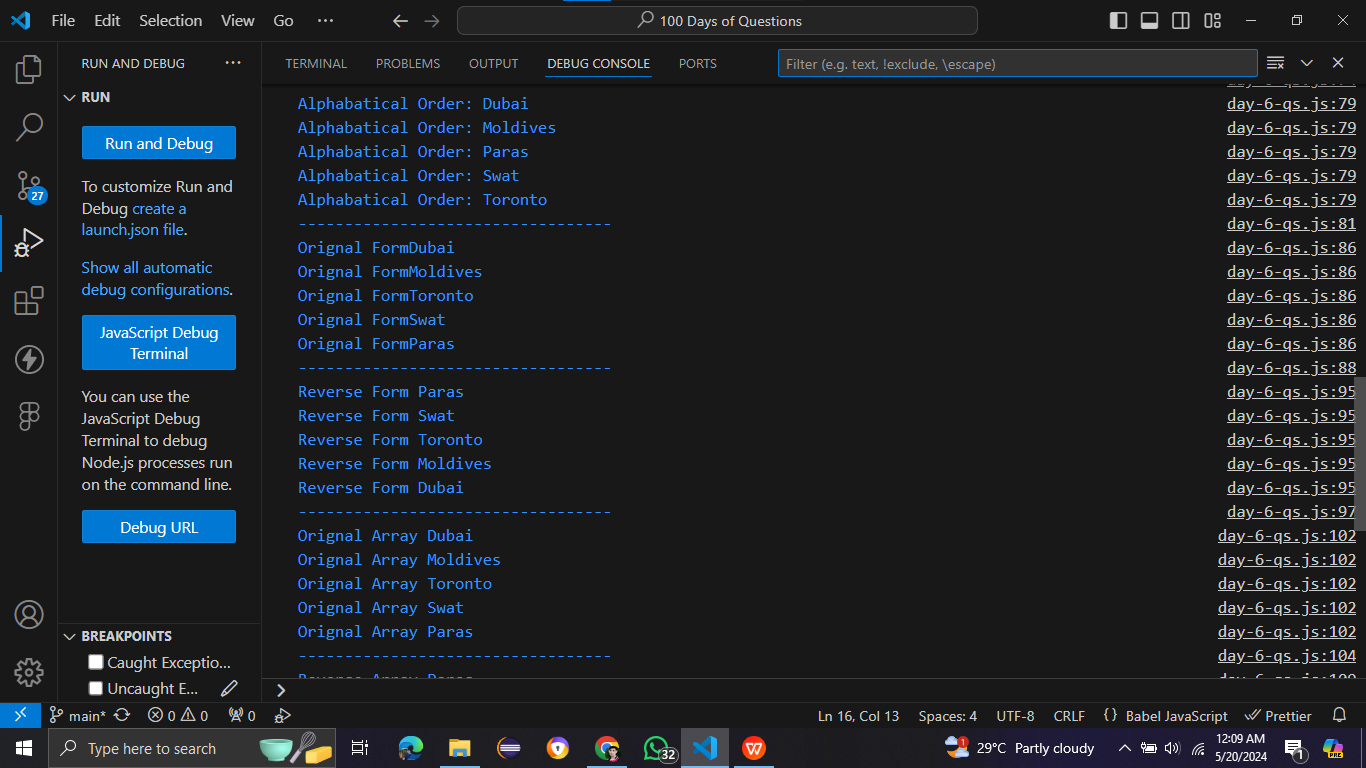 File Edit Selection View Go ··· 100 Days of Questions
RUN AND DEBUG ···
RUN
Run and Debug
To customize Run and
Debug create a
launch.json file.
Show all automatic
debug configurations.
JavaScript Debug
Terminal
You can use the
JavaScript Debug
Terminal to debug
Node.js processes run
on the command line.
Debug URL
BREAKPOINTS
Caught Exceptio...
Uncaught E...
27
TERMINAL PROBLEMS OUTPUT DEBUG CONSOLE PORTS Filter (e.g. text, !exclude, \escape)
Alphabatical Order: Dubai day-6-qs.js:79
Alphabatical Order: Moldives day-6-qs.js:79
Alphabatical Order: Paras day-6-qs.js:79
Alphabatical Order: Swat day-6-qs.js:79
Alphabatical Order: Toronto day-6-qs.js:79
---------------------------------- day-6-qs.js:81
Orignal FormDubai day-6-qs.js:86
Orignal FormMoldives day-6-qs.js:86
Orignal FormToronto day-6-qs.js:86
Orignal FormSwat day-6-qs.js:86
Orignal FormParas day-6-qs.js:86
---------------------------------- day-6-qs.js:88
Reverse Form Paras day-6-qs.js:95
Reverse Form Swat day-6-qs.js:95
Reverse Form Toronto day-6-qs.js:95
Reverse Form Moldives day-6-qs.js:95
Reverse Form Dubai day-6-qs.js:95
---------------------------------- day-6-qs.js:97
Orignal Array Dubai day-6-qs.js:102
Orignal Array Moldives day-6-qs.js:102
Orignal Array Toronto day-6-qs.js:102
Orignal Array Swat day-6-qs.js:102
Orignal Array Paras day-6-qs.js:102
---------------------------------- day-6-qs.js:104
main* 0 0 0 Ln 16, Col 13 Spaces: 4 UTF-8 CRLF {} Babel JavaScript Prettier
Type here to search 32 1 29°C Partly cloudy 12:09 AM
5/20/2024 1 PRE